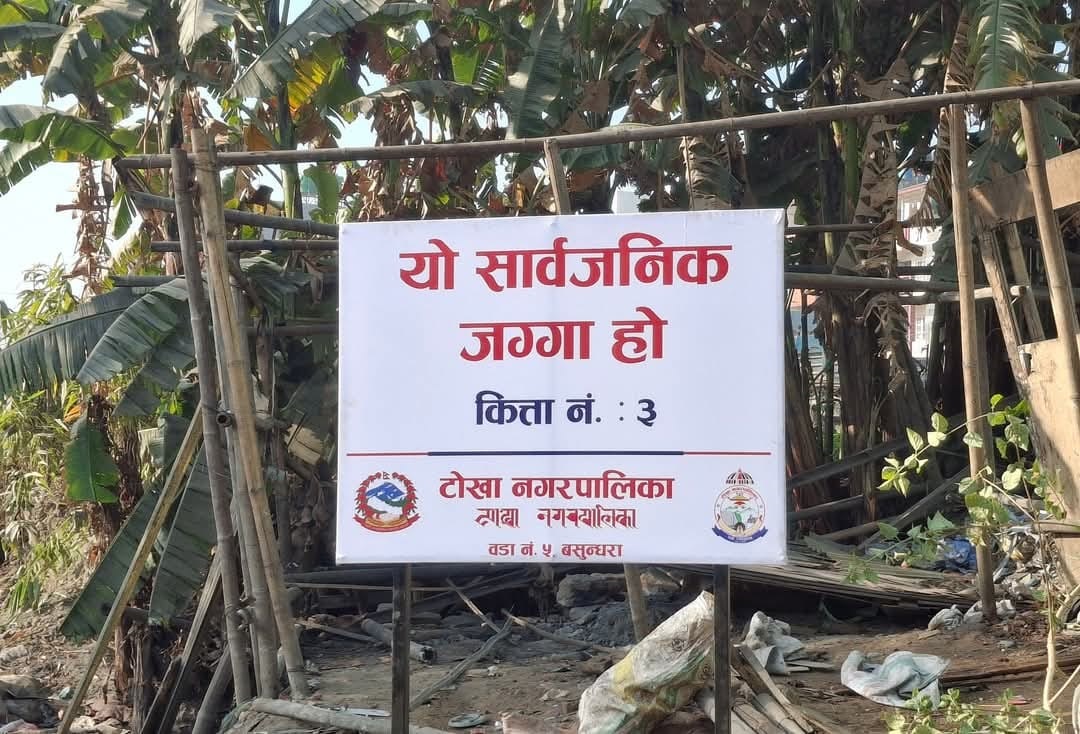 यो सार्वजनिक
जग्गा हो
कित्ता नं. : ३
टोखा नगरपालिका
वडा नं. ५, बसुन्धरा